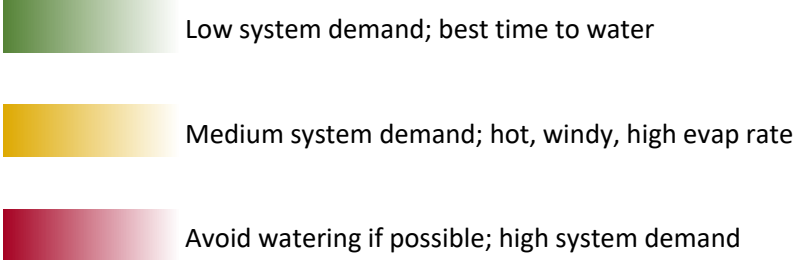 Low system demand; best time to water
Medium system demand; hot, windy, high evap rate
Avoid watering if possible; high system demand